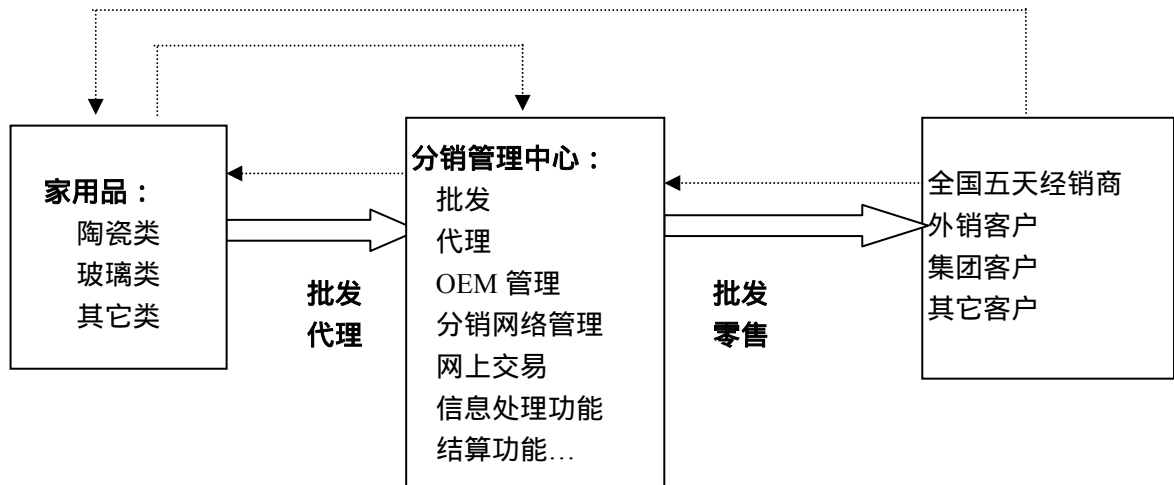 家用品：
陶瓷类
玻璃类
其它类
批发
代理
分销管理中心：
批发
代理
OEM 管理
分销网络管理
网上交易
信息处理功能
结算功能…
批发
零售
全国五天经销商
外销客户
集团客户
其它客户